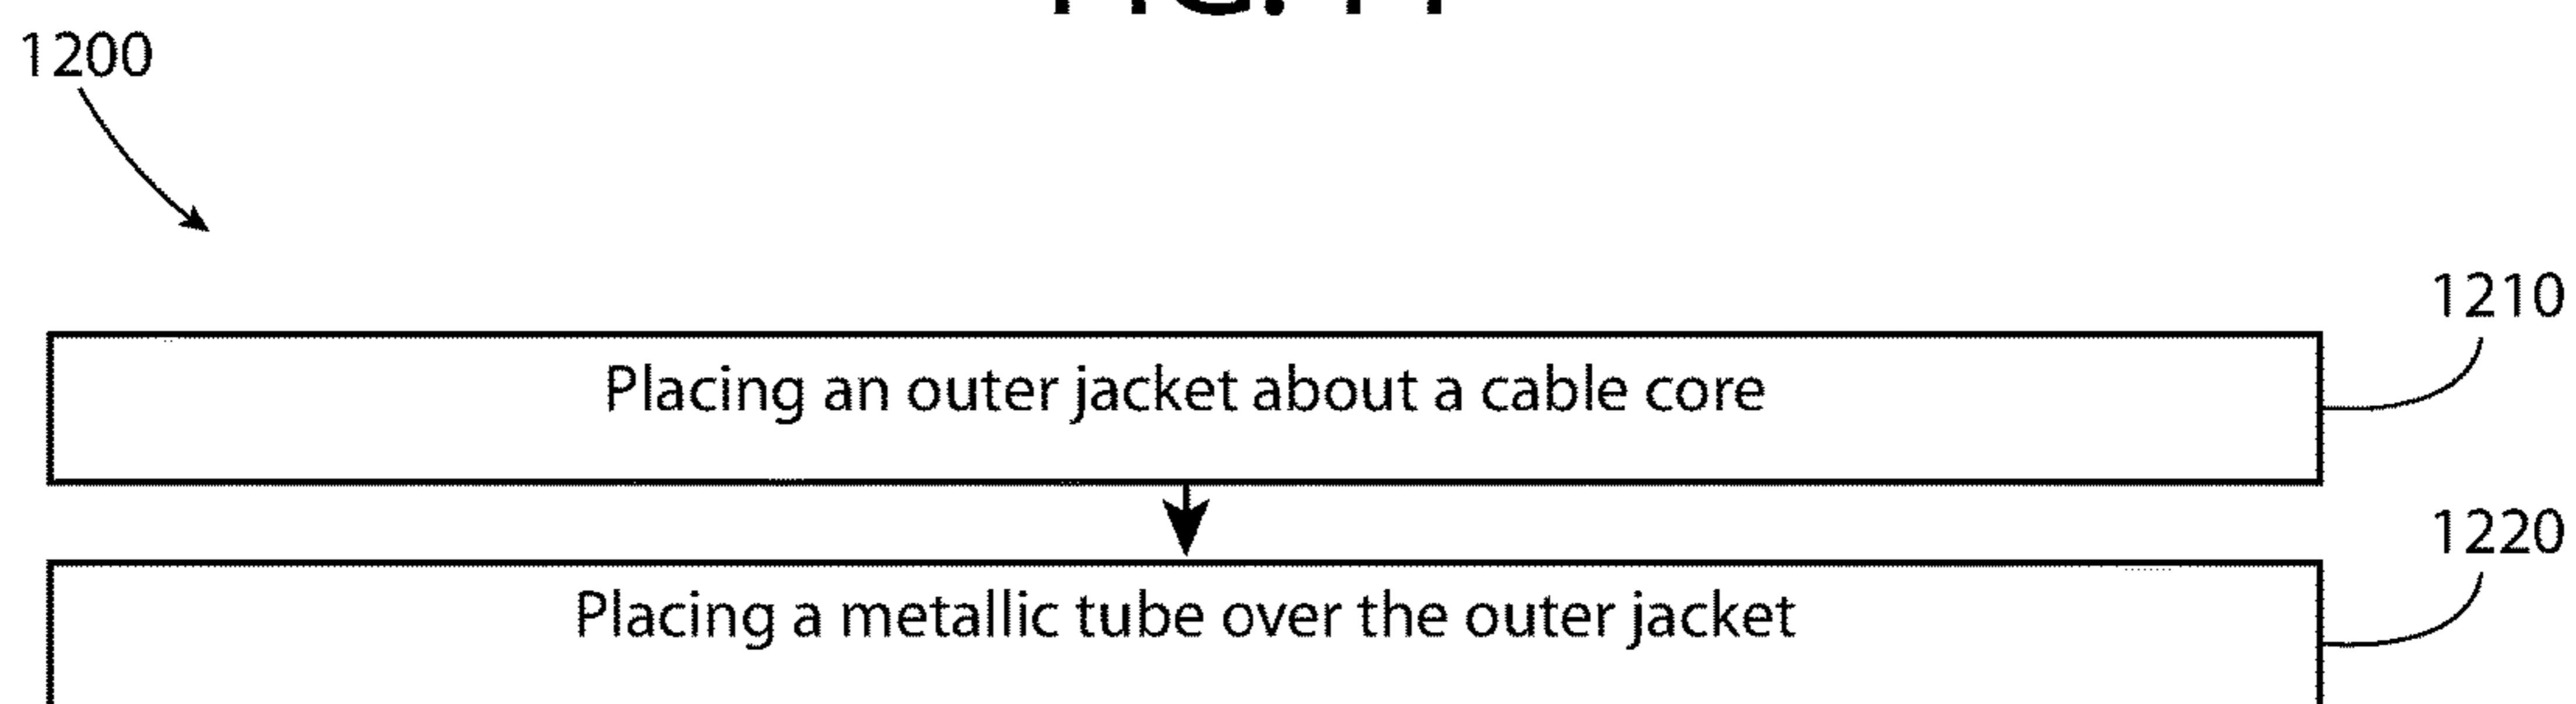 1200
1210
Placing an outer jacket about a cable core
1220
Placing a metallic tube over the outer jacket